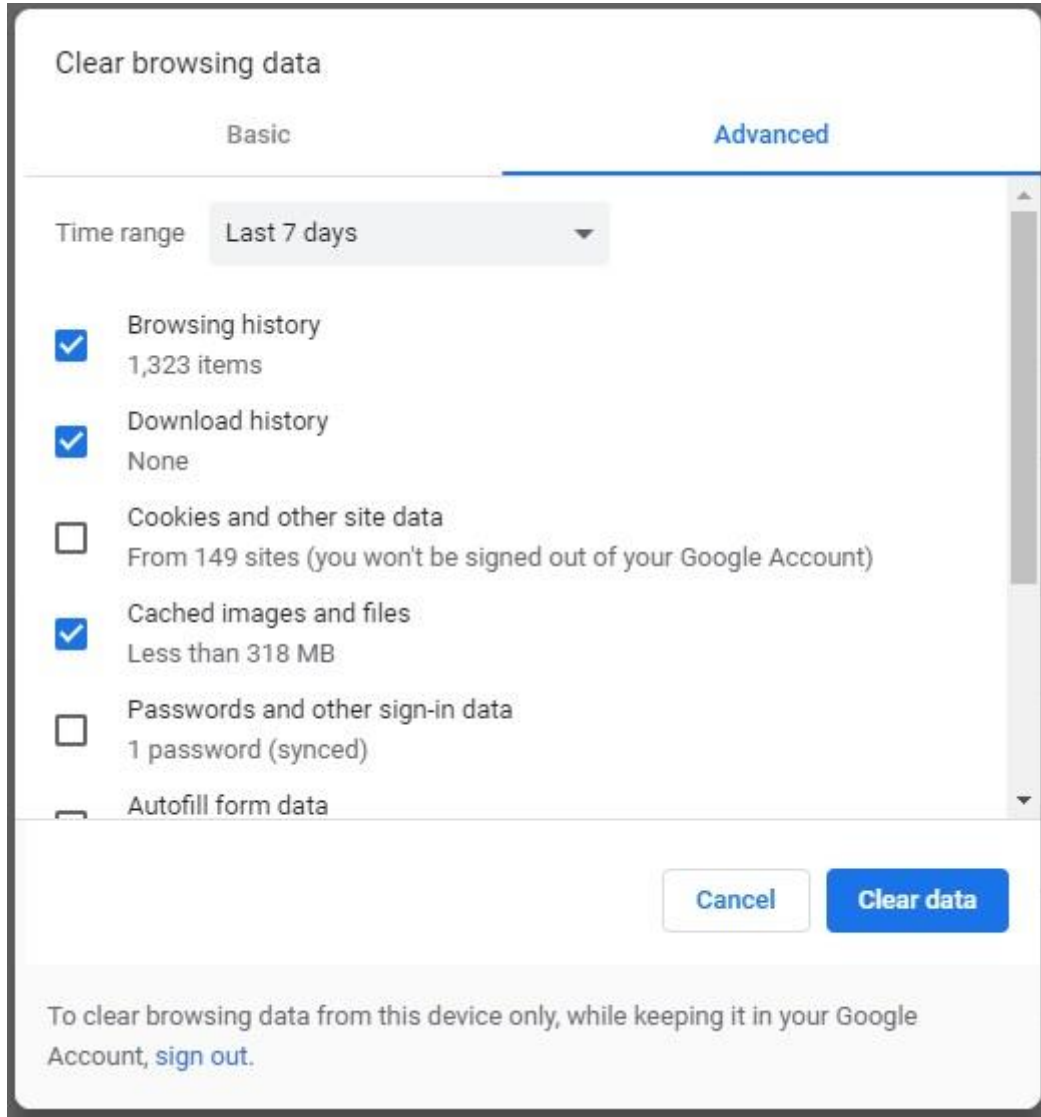 Clear browsing data
Basic
Advanced
Time range
Last 7 days
Browsing history
1,323 items
Download history
None
Cookies and other site data
From 149 sites (you won't be signed out of your Google Account)
Cached images and files
Less than 318 MB
Passwords and other sign-in data
1 password (synced)
Autofill form data
Cancel
Clear data
To clear browsing data from this device only, while keeping it in your Google
Account, sign out.